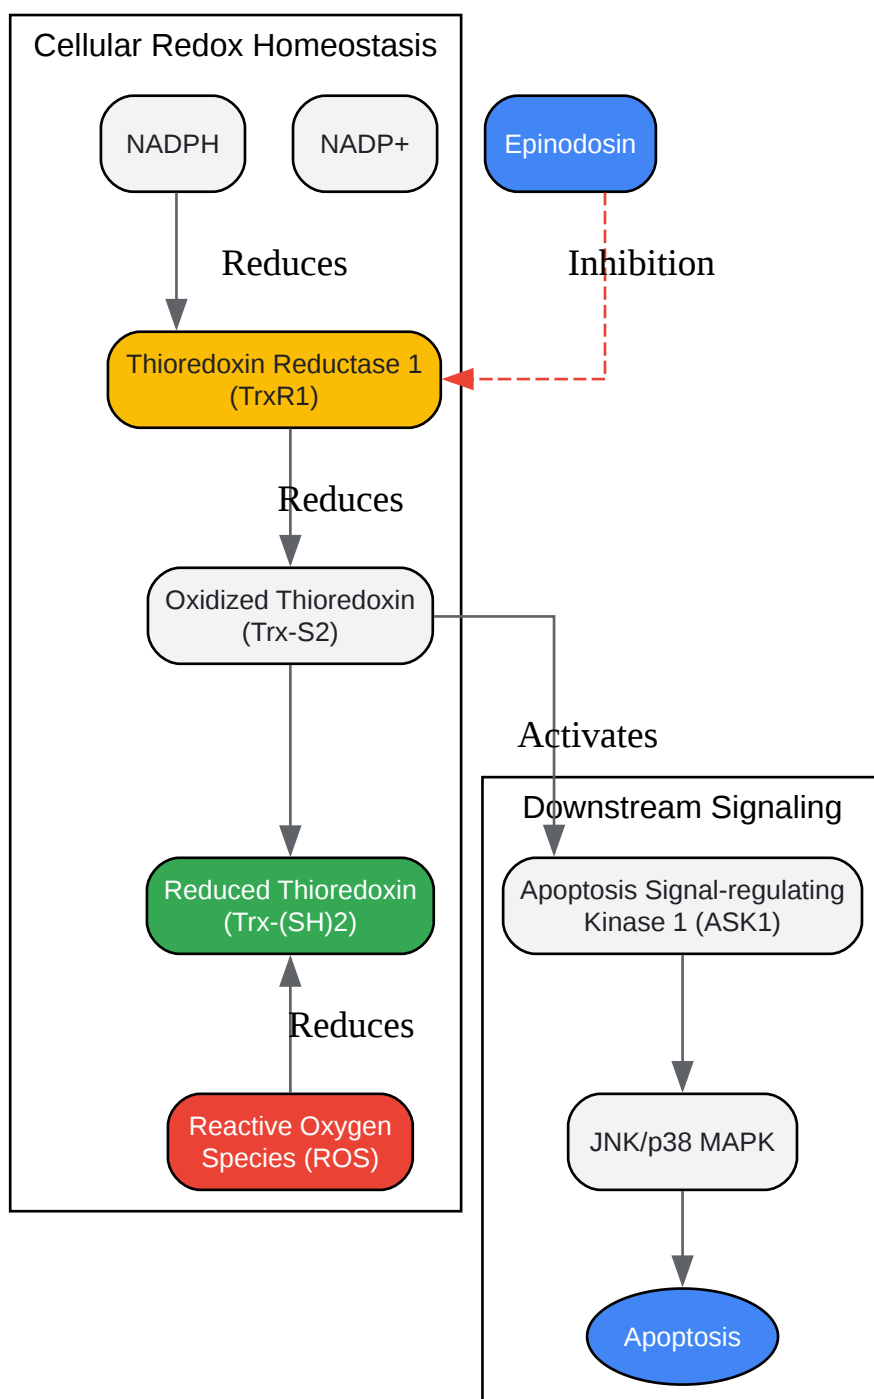 Cellular Redox Homeostasis
NADPH
NADP+
Epinodosin
Reduces
Inhibition
Thioredoxin Reductase 1
(TrxR1)
Reduces
Oxidized Thioredoxin
(Trx-S2)
Activates
Downstream Signaling
Reduced Thioredoxin
(Trx-(SH)2)
Apoptosis Signal-regulating
Kinase 1 (ASK1)
Reduces
Reactive Oxygen
Species (ROS)
JNK/p38 MAPK
Apoptosis